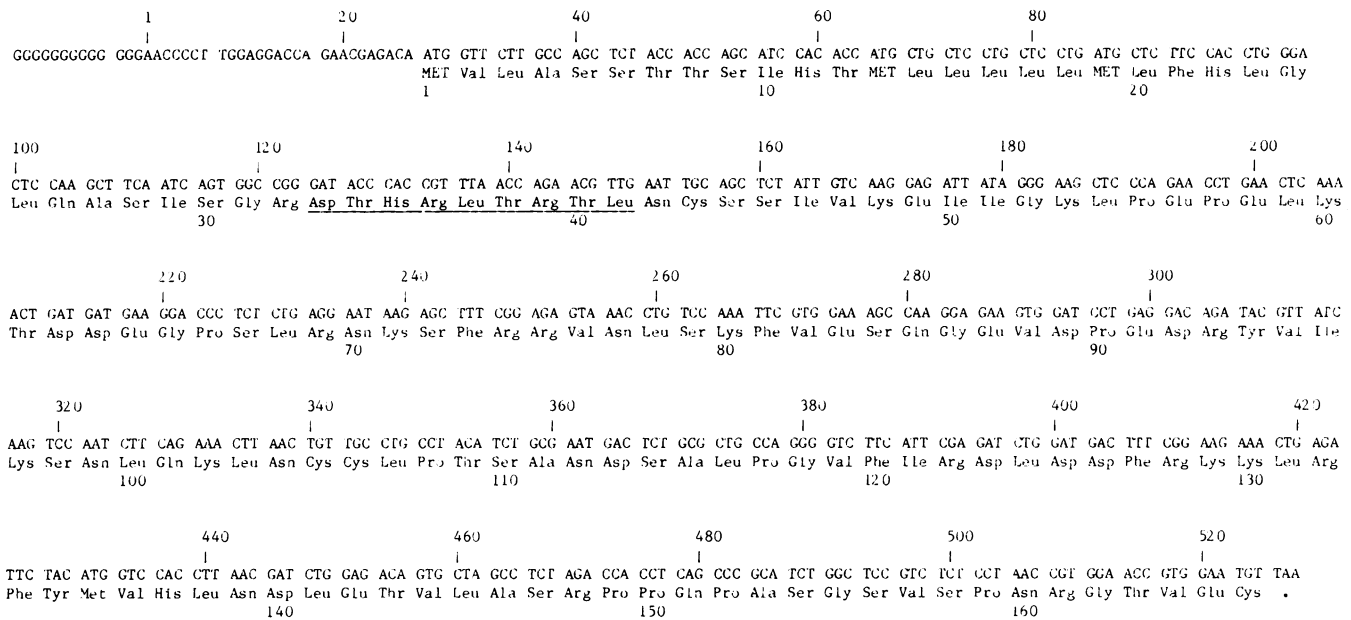 1 20 40 60 80
GGGGGGGGGG GGGAACCCCT TGGAGGACCA GAACGAGACA ATG GTT CTT GCC AGC TCT ACC ACC AGC ATC CAC ACC ATG CTG CTC CTG CTC CTG ATG CTC TTC CAC CTG GGA
MET Val Leu Ala Ser Ser Thr Thr Ser Ile His Thr MET Leu Leu Leu Leu Leu MET Leu Phe His Leu Gly
1 10 20
100 120 140 160 180 200
CTC CAA GCT TCA ATC AGT GGC CGG GAT ACC CAC CGT TTA ACC AGA ACG TTG AAT TGC AGC TCT ATT GTC AAG GAG ATT ATA GGG AAG CTC CCA GAA CCT GAA CTC AAA
Leu Gln Ala Ser Ile Ser Gly Arg Asp Thr His Arg Leu Thr Arg Thr Leu Asn Cys Ser Ser Ile Val Lys Glu Ile Ile Gly Lys Leu Pro Glu Pro Glu Leu Lys
30 40 50 60
220 240 260 280 300
ACT GAT GAT GAA GGA CCC TCT CTG AGG AAT AAG AGC TTT CGG AGA GTA AAC CTG TCC AAA TTC GTG GAA AGC CAA GGA GAA GTG GAT CCT GAG GAC AGA TAC GTT ATC
Thr Asp Asp Glu Gly Pro Ser Leu Arg Asn Lys Ser Phe Arg Arg Val Asn Leu Ser Lys Phe Val Glu Ser Gln Gly Glu Val Asp Pro Glu Asp Arg Tyr Val Ile
70 80 90
320 340 360 380 400 420
AAG TCC AAT CTT CAG AAA CTT AAC TGT TGC CTG CCT ACA TCT GCG AAT GAC TCT GCG CTG CCA GGG GTC TTC ATT CGA GAT CTG GAT GAC TTT CGG AAG AAA CTG AGA
Lys Ser Asn Leu Gln Lys Leu Asn Cys Cys Leu Pro Thr Ser Ala Asn Asp Ser Ala Leu Pro Gly Val Phe Ile Arg Asp Leu Asp Asp Phe Arg Lys Lys Leu Arg
100 110 120 130
440 460 480 500 520
TTC TAC ATG GTC CAC CTT AAC GAT CTG GAG ACA GTG CTA GCC TCT AGA CCA CCT CAG CCC GCA TCT GGC TCC GTC TCT CCT AAC CGT GGA ACC GTG GAA TGT TAA
Phe Tyr Met Val His Leu Asn Asp Leu Glu Thr Val Leu Ala Ser Arg Pro Pro Gln Pro Ala Ser Gly Ser Val Ser Pro Asn Arg Gly Thr Val Glu Cys .
140 150 160